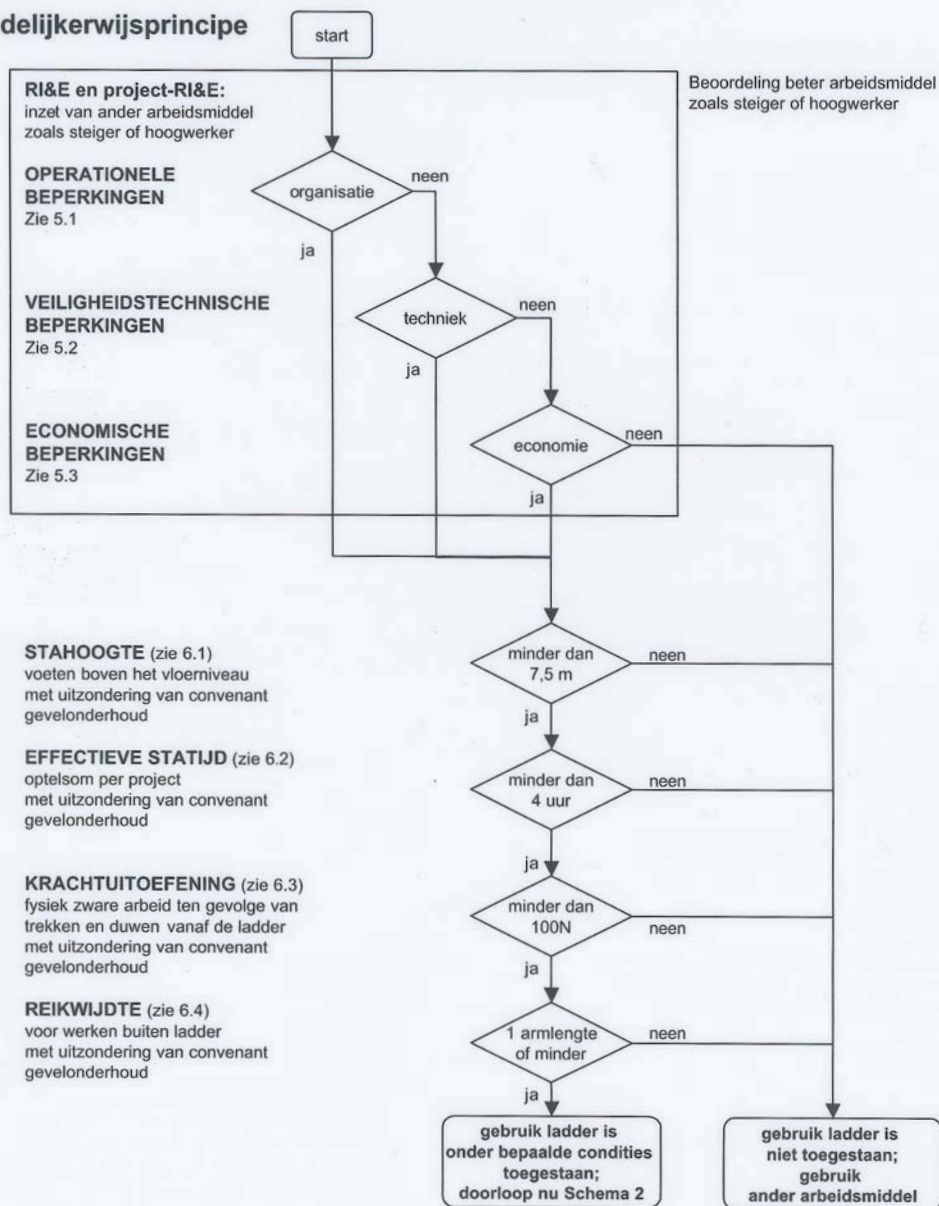 delijkerwijsprincipe
start
RI&E en project-RI&E:
inzet van ander arbeidsmiddel
zoals steiger of hoogwerker
Beoordeling beter arbeidsmiddel
zoals steiger of hoogwerker
OPERATIONELE
BEPERKINGEN
Zie 5.1
organisatie
neen
ja
VEILIGHEIDSTECHNISCHE
BEPERKINGEN
Zie 5.2
techniek
neen
ja
ECONOMISCHE
BEPERKINGEN
Zie 5.3
economie
neen
ja
STAHOOGTE (zie 6.1)
voeten boven het vloerniveau
met uitzondering van convenant
gevelonderhoud
minder dan
7,5 m
neen
ja
EFFECTIEVE STATIJD (zie 6.2)
optelsom per project
met uitzondering van convenant
gevelonderhoud
minder dan
4 uur
neen
ja
KRACHTUITOEFENING (zie 6.3)
fysiek zware arbeid ten gevolge van
trekken en duwen vanaf de ladder
met uitzondering van convenant
gevelonderhoud
minder dan
100N
neen
ja
REIKWIJDTE (zie 6.4)
voor werken buiten ladder
met uitzondering van convenant
gevelonderhoud
1 armlengte
of minder
neen
ja
gebruik ladder is
onder bepaalde condities
toegestaan;
doorloop nu Schema 2
gebruik ladder is
niet toegestaan;
gebruik
ander arbeidsmiddel